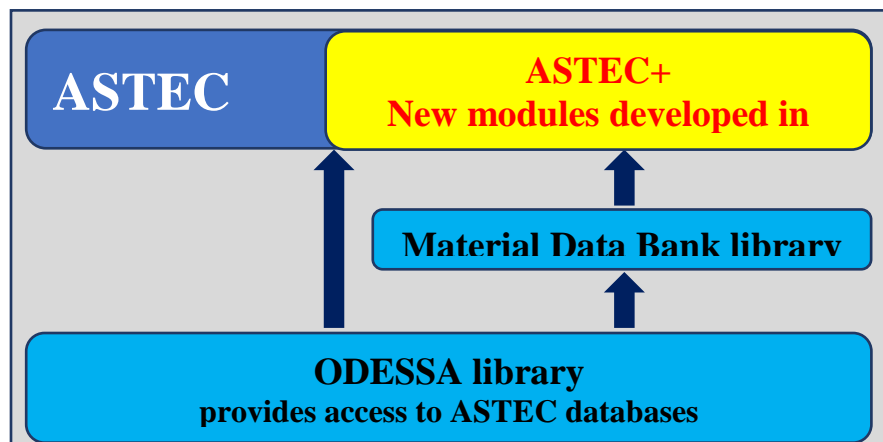 ASTEC
ASTEC+
New modules developed in
Material Data Bank library
ODESSA library
provides access to ASTEC databases